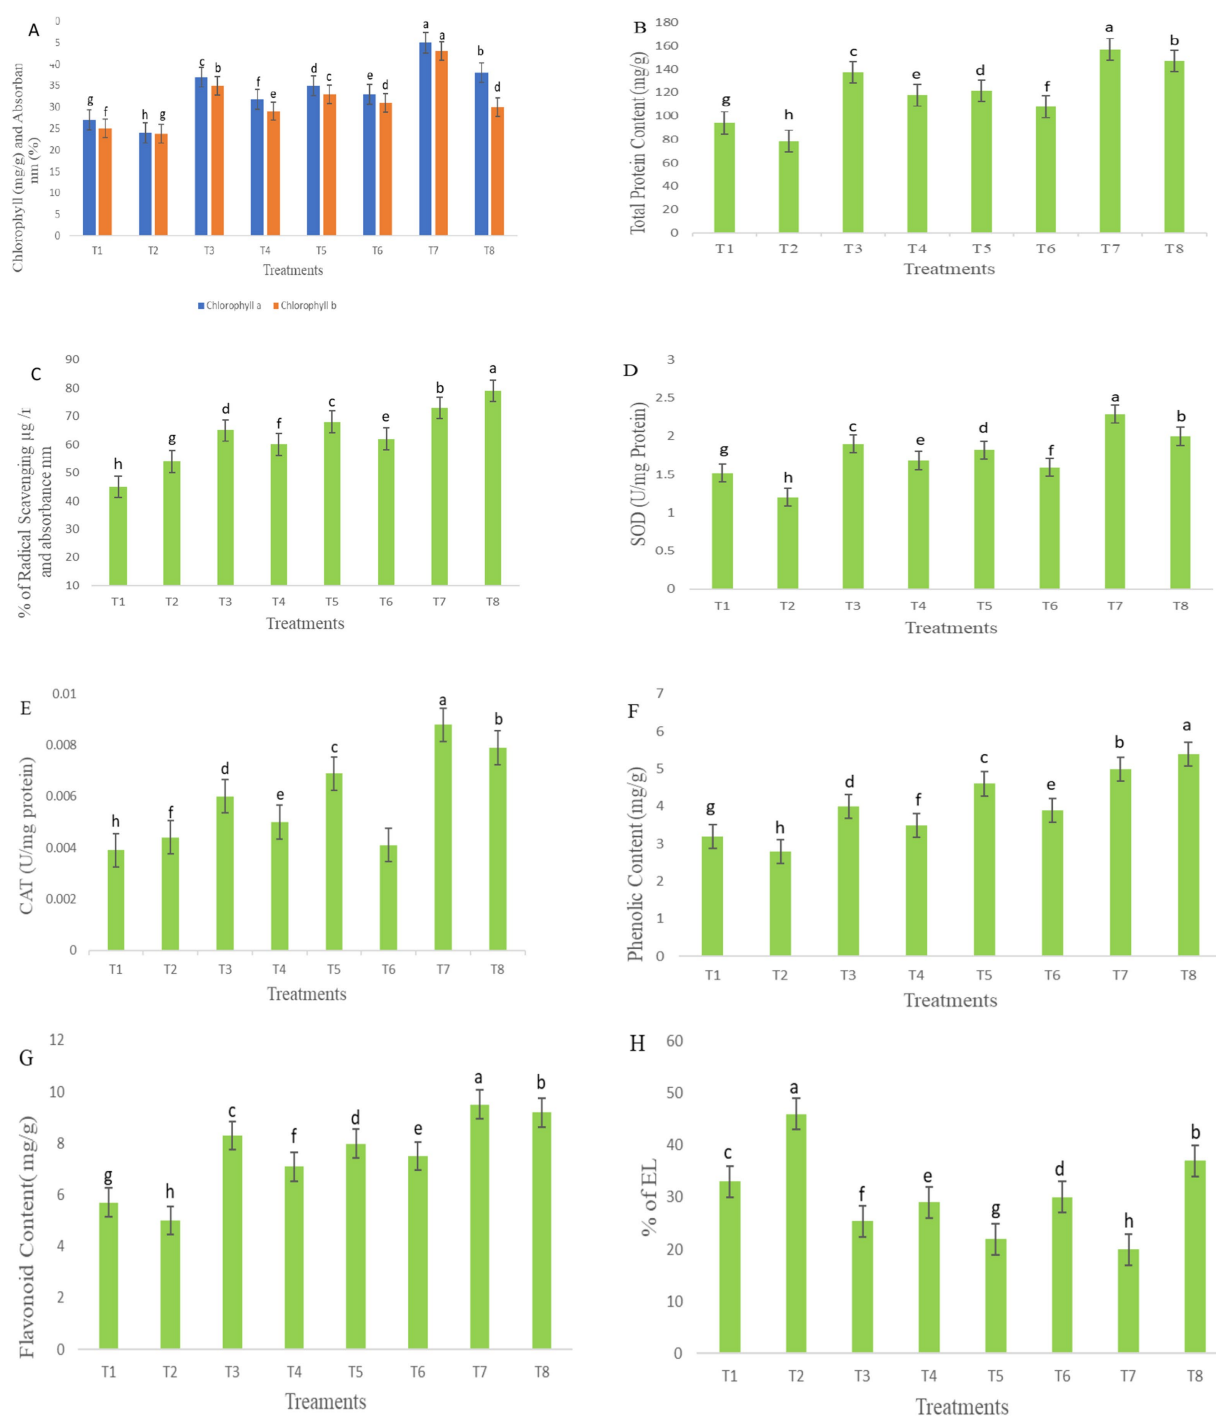 A
Chlorophyll (mg/g) and Absorban
nm (%)
0
5
0
35
30
25
20
15
10
5
0
g f h g c b f e d c e d a a b d
T1 T2 T3 T4 T5 T6 T7 T8
Treatments
Chlorophyll a Chlorophyll b
B
Total Protein Content (mg/g)
180
160
140
120
100
80
60
40
20
0
g h c e d f a b
T1 T2 T3 T4 T5 T6 T7 T8
Treatments
C
% of Radical Scavenging µg /r
and absorbance nm
90
80
70
60
50
40
30
20
10
h g d f c e b a
T1 T2 T3 T4 T5 T6 T7 T8
Treatments
D
SOD (U/mg Protein)
3
2.5
2
1.5
1
0.5
0
g h c e d f a b
T1 T2 T3 T4 T5 T6 T7 T8
Treatments
E
CAT (U/mg protein)
0.01
0.008
0.006
0.004
0.002
0
h f d e c a b
T1 T2 T3 T4 T5 T6 T7 T8
Treatments
F
Phenolic Content (mg/g)
7
6
5
4
3
2
1
0
g h d f c e b a
T1 T2 T3 T4 T5 T6 T7 T8
Treatments
G
Flavonoid Content( mg/g)
12
10
8
6
4
2
0
g h c f d e a b
T1 T2 T3 T4 T5 T6 T7 T8
Treaments
H
% of EL
60
50
40
30
20
10
0
c a f e g d h b
T1 T2 T3 T4 T5 T6 T7 T8
Treatments